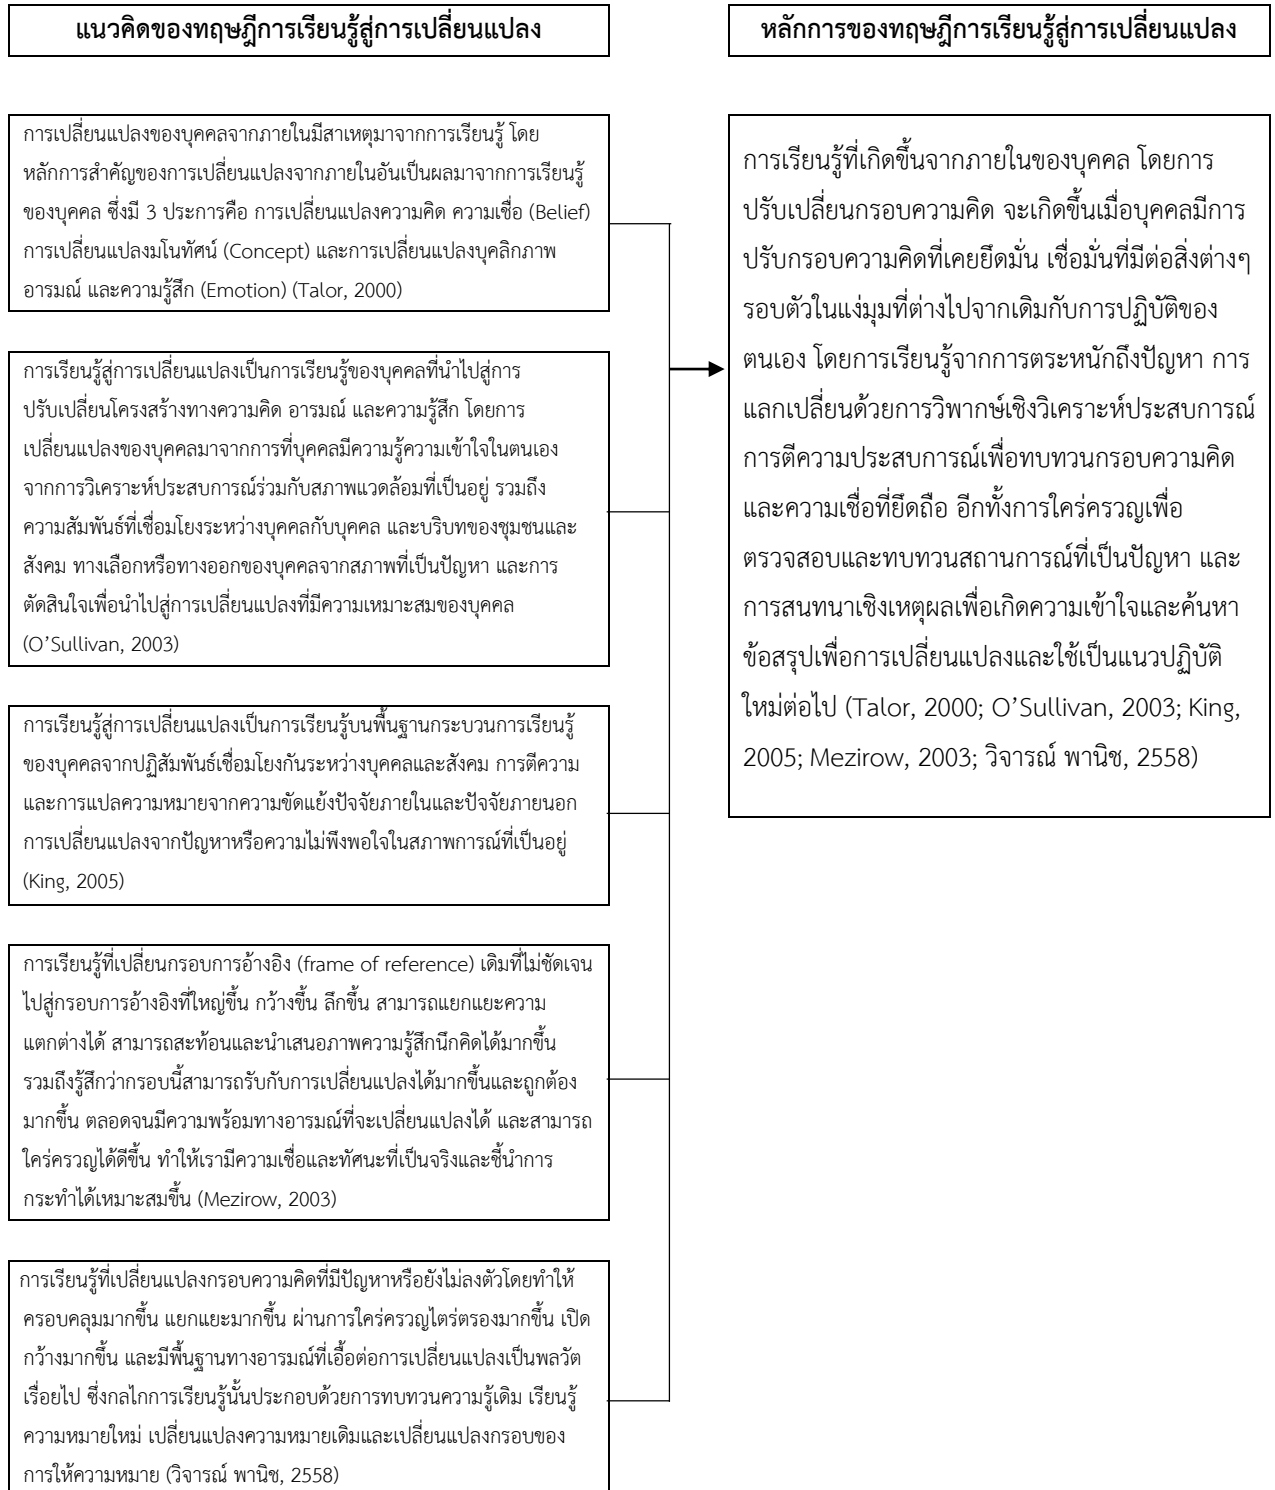 แนวคิดของทฤษฎีการเรียนรู้สู่การเปลี่ยนแปลง
การเปลี่ยนแปลงของบุคคลจากภายในมีสาเหตุมาจากการเรียนรู้ โดย
หลักการสำคัญของการเปลี่ยนแปลงจากภายในอันเป็นผลมาจากการเรียนรู้
ของบุคคล ซึ่งมี 3 ประการคือ การเปลี่ยนแปลงความคิด ความเชื่อ (Belief)
การเปลี่ยนแปลงมโนทัศน์ (Concept) และการเปลี่ยนแปลงบุคลิกภาพ
อารมณ์ และความรู้สึก (Emotion) (Talor, 2000)
การเรียนรู้สู่การเปลี่ยนแปลงเป็นการเรียนรู้ของบุคคลที่นำไปสู่การ
ปรับเปลี่ยนโครงสร้างทางความคิด อารมณ์ และความรู้สึก โดยการ
เปลี่ยนแปลงของบุคคลมาจากการที่บุคคลมีความรู้ความเข้าใจในตนเอง
จากการวิเคราะห์ประสบการณ์ร่วมกับสภาพแวดล้อมที่เป็นอยู่ รวมถึง
ความสัมพันธ์ที่เชื่อมโยงระหว่างบุคคลกับบุคคล และบริบทของชุมชนและ
สังคม ทางเลือกหรือทางออกของบุคคลจากสภาพที่เป็นปัญหา และการ
ตัดสินใจเพื่อนำไปสู่การเปลี่ยนแปลงที่มีความเหมาะสมของบุคคล
(O’Sullivan, 2003)
การเรียนรู้สู่การเปลี่ยนแปลงเป็นการเรียนรู้บนพื้นฐานกระบวนการเรียนรู้
ของบุคคลจากปฏิสัมพันธ์เชื่อมโยงกันระหว่างบุคคลและสังคม การตีความ
และการแปลความหมายจากความขัดแย้งปัจจัยภายในและปัจจัยภายนอก
การเปลี่ยนแปลงจากปัญหาหรือความไม่พึงพอใจในสภาพการณ์ที่เป็นอยู่
(King, 2005)
การเรียนรู้ที่เปลี่ยนกรอบการอ้างอิง (frame of reference) เดิมที่ไม่ชัดเจน
ไปสู่กรอบการอ้างอิงที่ใหญ่ขึ้น กว้างขึ้น ลึกขึ้น สามารถแยกแยะความ
แตกต่างได้ สามารถสะท้อนและนำเสนอภาพความรู้สึกนึกคิดได้มากขึ้น
รวมถึงรู้สึกว่ากรอบนี้สามารถรับกับการเปลี่ยนแปลงได้มากขึ้นและถูกต้อง
มากขึ้น ตลอดจนมีความพร้อมทางอารมณ์ที่จะเปลี่ยนแปลงได้ และสามารถ
ใคร่ครวญได้ดีขึ้น ทำให้เรามีความเชื่อและทัศนะที่เป็นจริงและชี้นำการ
กระทำได้เหมาะสมขึ้น (Mezirow, 2003)
การเรียนรู้ที่เปลี่ยนแปลงกรอบความคิดที่มีปัญหาหรือยังไม่ลงตัวโดยทำให้
ครอบคลุมมากขึ้น แยกแยะมากขึ้น ผ่านการใคร่ครวญไตร่ตรองมากขึ้น เปิด
กว้างมากขึ้น และมีพื้นฐานทางอารมณ์ที่เอื้อต่อการเปลี่ยนแปลงเป็นพลวัต
เรื่อยไป ซึ่งกลไกการเรียนรู้นั้นประกอบด้วยการทบทวนความรู้เดิม เรียนรู้
ความหมายใหม่ เปลี่ยนแปลงความหมายเดิมและเปลี่ยนแปลงกรอบของ
การให้ความหมาย (วิจารณ์ พานิช, 2558)
หลักการของทฤษฎีการเรียนรู้สู่การเปลี่ยนแปลง
การเรียนรู้ที่เกิดขึ้นจากภายในของบุคคล โดยการ
ปรับเปลี่ยนกรอบความคิด จะเกิดขึ้นเมื่อบุคคลมีการ
ปรับกรอบความคิดที่เคยยึดมั่น เชื่อมั่นที่มีต่อสิ่งต่างๆ
รอบตัวในแง่มุมที่ต่างไปจากเดิมกับการปฏิบัติของ
ตนเอง โดยการเรียนรู้จากการตระหนักถึงปัญหา การ
แลกเปลี่ยนด้วยการวิพากษ์เชิงวิเคราะห์ประสบการณ์
การตีความประสบการณ์เพื่อทบทวนกรอบความคิด
และความเชื่อที่ยึดถือ อีกทั้งการใคร่ครวญเพื่อ
ตรวจสอบและทบทวนสถานการณ์ที่เป็นปัญหา และ
การสนทนาเชิงเหตุผลเพื่อเกิดความเข้าใจและค้นหา
ข้อสรุปเพื่อการเปลี่ยนแปลงและใช้เป็นแนวปฏิบัติ
ใหม่ต่อไป (Talor, 2000; O’Sullivan, 2003; King,
2005; Mezirow, 2003; วิจารณ์ พานิช, 2558)